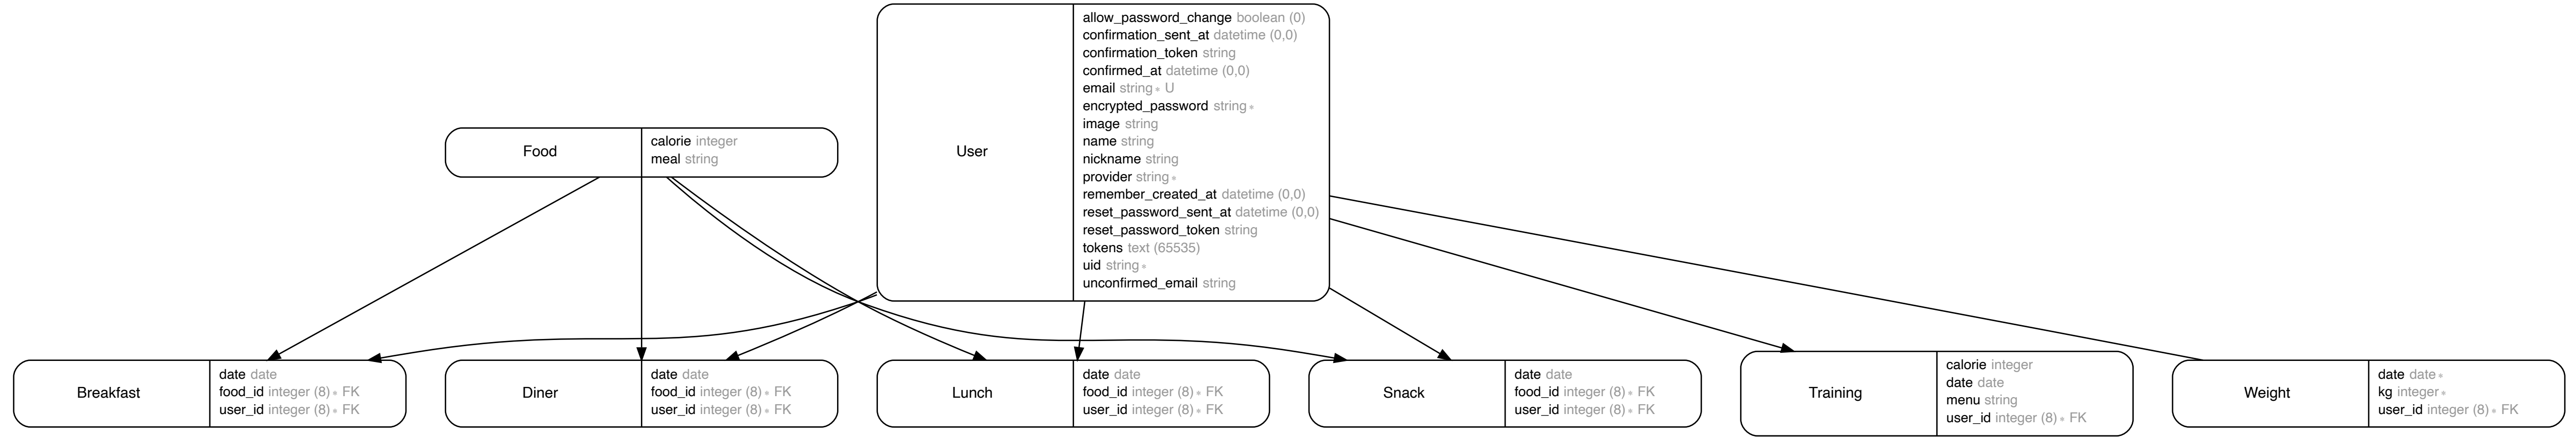 User
allow_password_change boolean (0)
confirmation_sent_at datetime (0,0)
confirmation_token string
confirmed_at datetime (0,0)
email string∗ U
encrypted_password string∗
image string
name string
nickname string
provider string∗
remember_created_at datetime (0,0)
reset_password_sent_at datetime (0,0)
reset_password_token string
tokens text (65535)
uid string∗
unconfirmed_email string
Food
calorie integer
meal string
Breakfast
date date
food_id integer (8)∗ FK
user_id integer (8)∗ FK
Diner
date date
food_id integer (8)∗ FK
user_id integer (8)∗ FK
Lunch
date date
food_id integer (8)∗ FK
user_id integer (8)∗ FK
Snack
date date
food_id integer (8)∗ FK
user_id integer (8)∗ FK
Training
calorie integer
date date
menu string
user_id integer (8)∗ FK
Weight
date date∗
kg integer∗
user_id integer (8)∗ FK